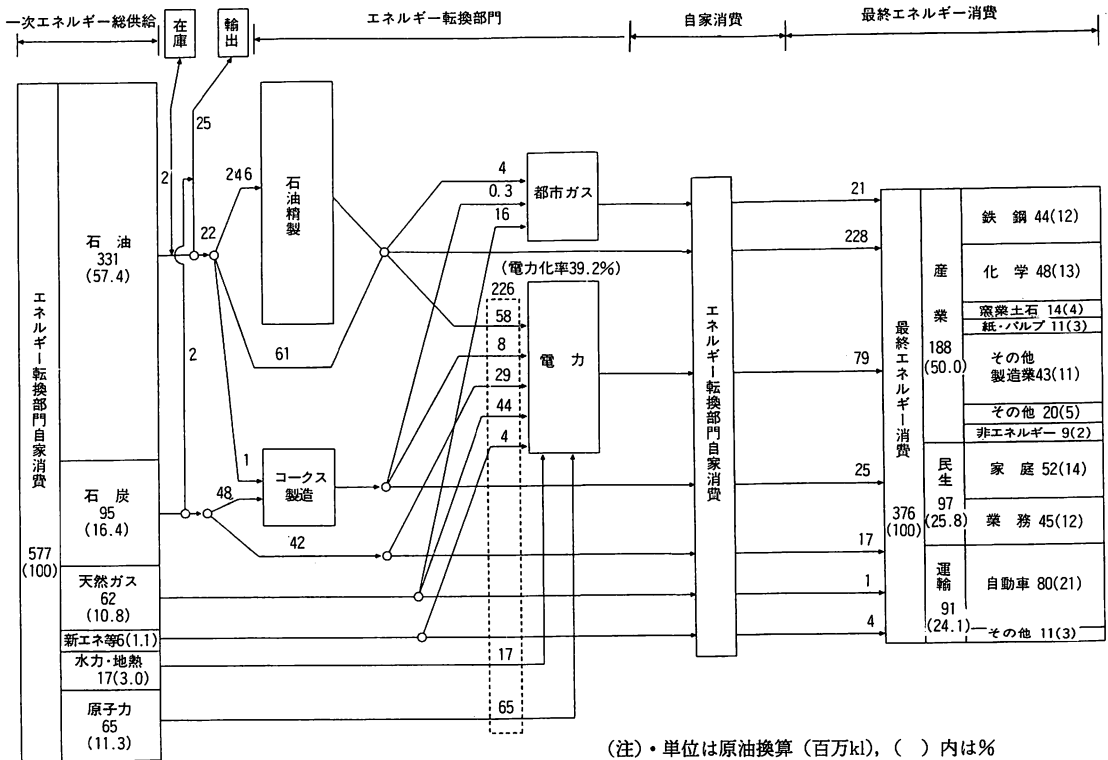 一次エネルギー総供給
在庫
輸出
エネルギー転換部門
自家消費
最終エネルギー消費
エネルギー転換部門自家消費
577
(100)
石油
331
(57.4)
石炭
95
(16.4)
天然ガス
62
(10.8)
新エネ等6(1.1)
水力・地熱
17(3.0)
原子力
65
(11.3)
2
25
22
246
2
61
1
48
42
石油精製
コークス
製造
4
0.3
16
都市ガス
(電力化率39.2%)
226
58
8
29
44
4
17
65
電力
エネルギー転換部門自家消費
21
228
79
25
17
1
4
最終エネルギー消費
376
(100)
産業
188
(50.0)
民生
97
(25.8)
運輸
91
(24.1)
鉄鋼 44(12)
化学 48(13)
窯業土石 14(4)
紙・パルプ 11(3)
その他
製造業43(11)
その他 20(5)
非エネルギー 9(2)
家庭 52(14)
業務 45(12)
自動車 80(21)
その他 11(3)
(注)・単位は原油換算（百万kl），（　）内は%